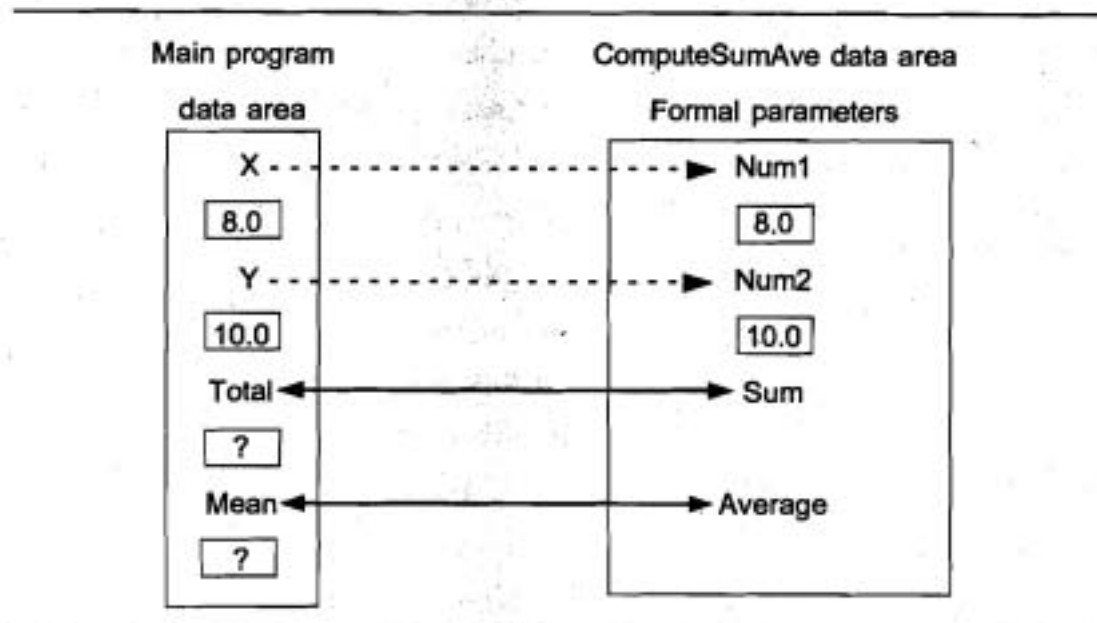 Main program
data area
ComputeSumAve data area
Formal parameters
X
Num1
8.0
8.0
Y
Num2
10.0
10.0
Total
Sum
?
Mean
Average
?